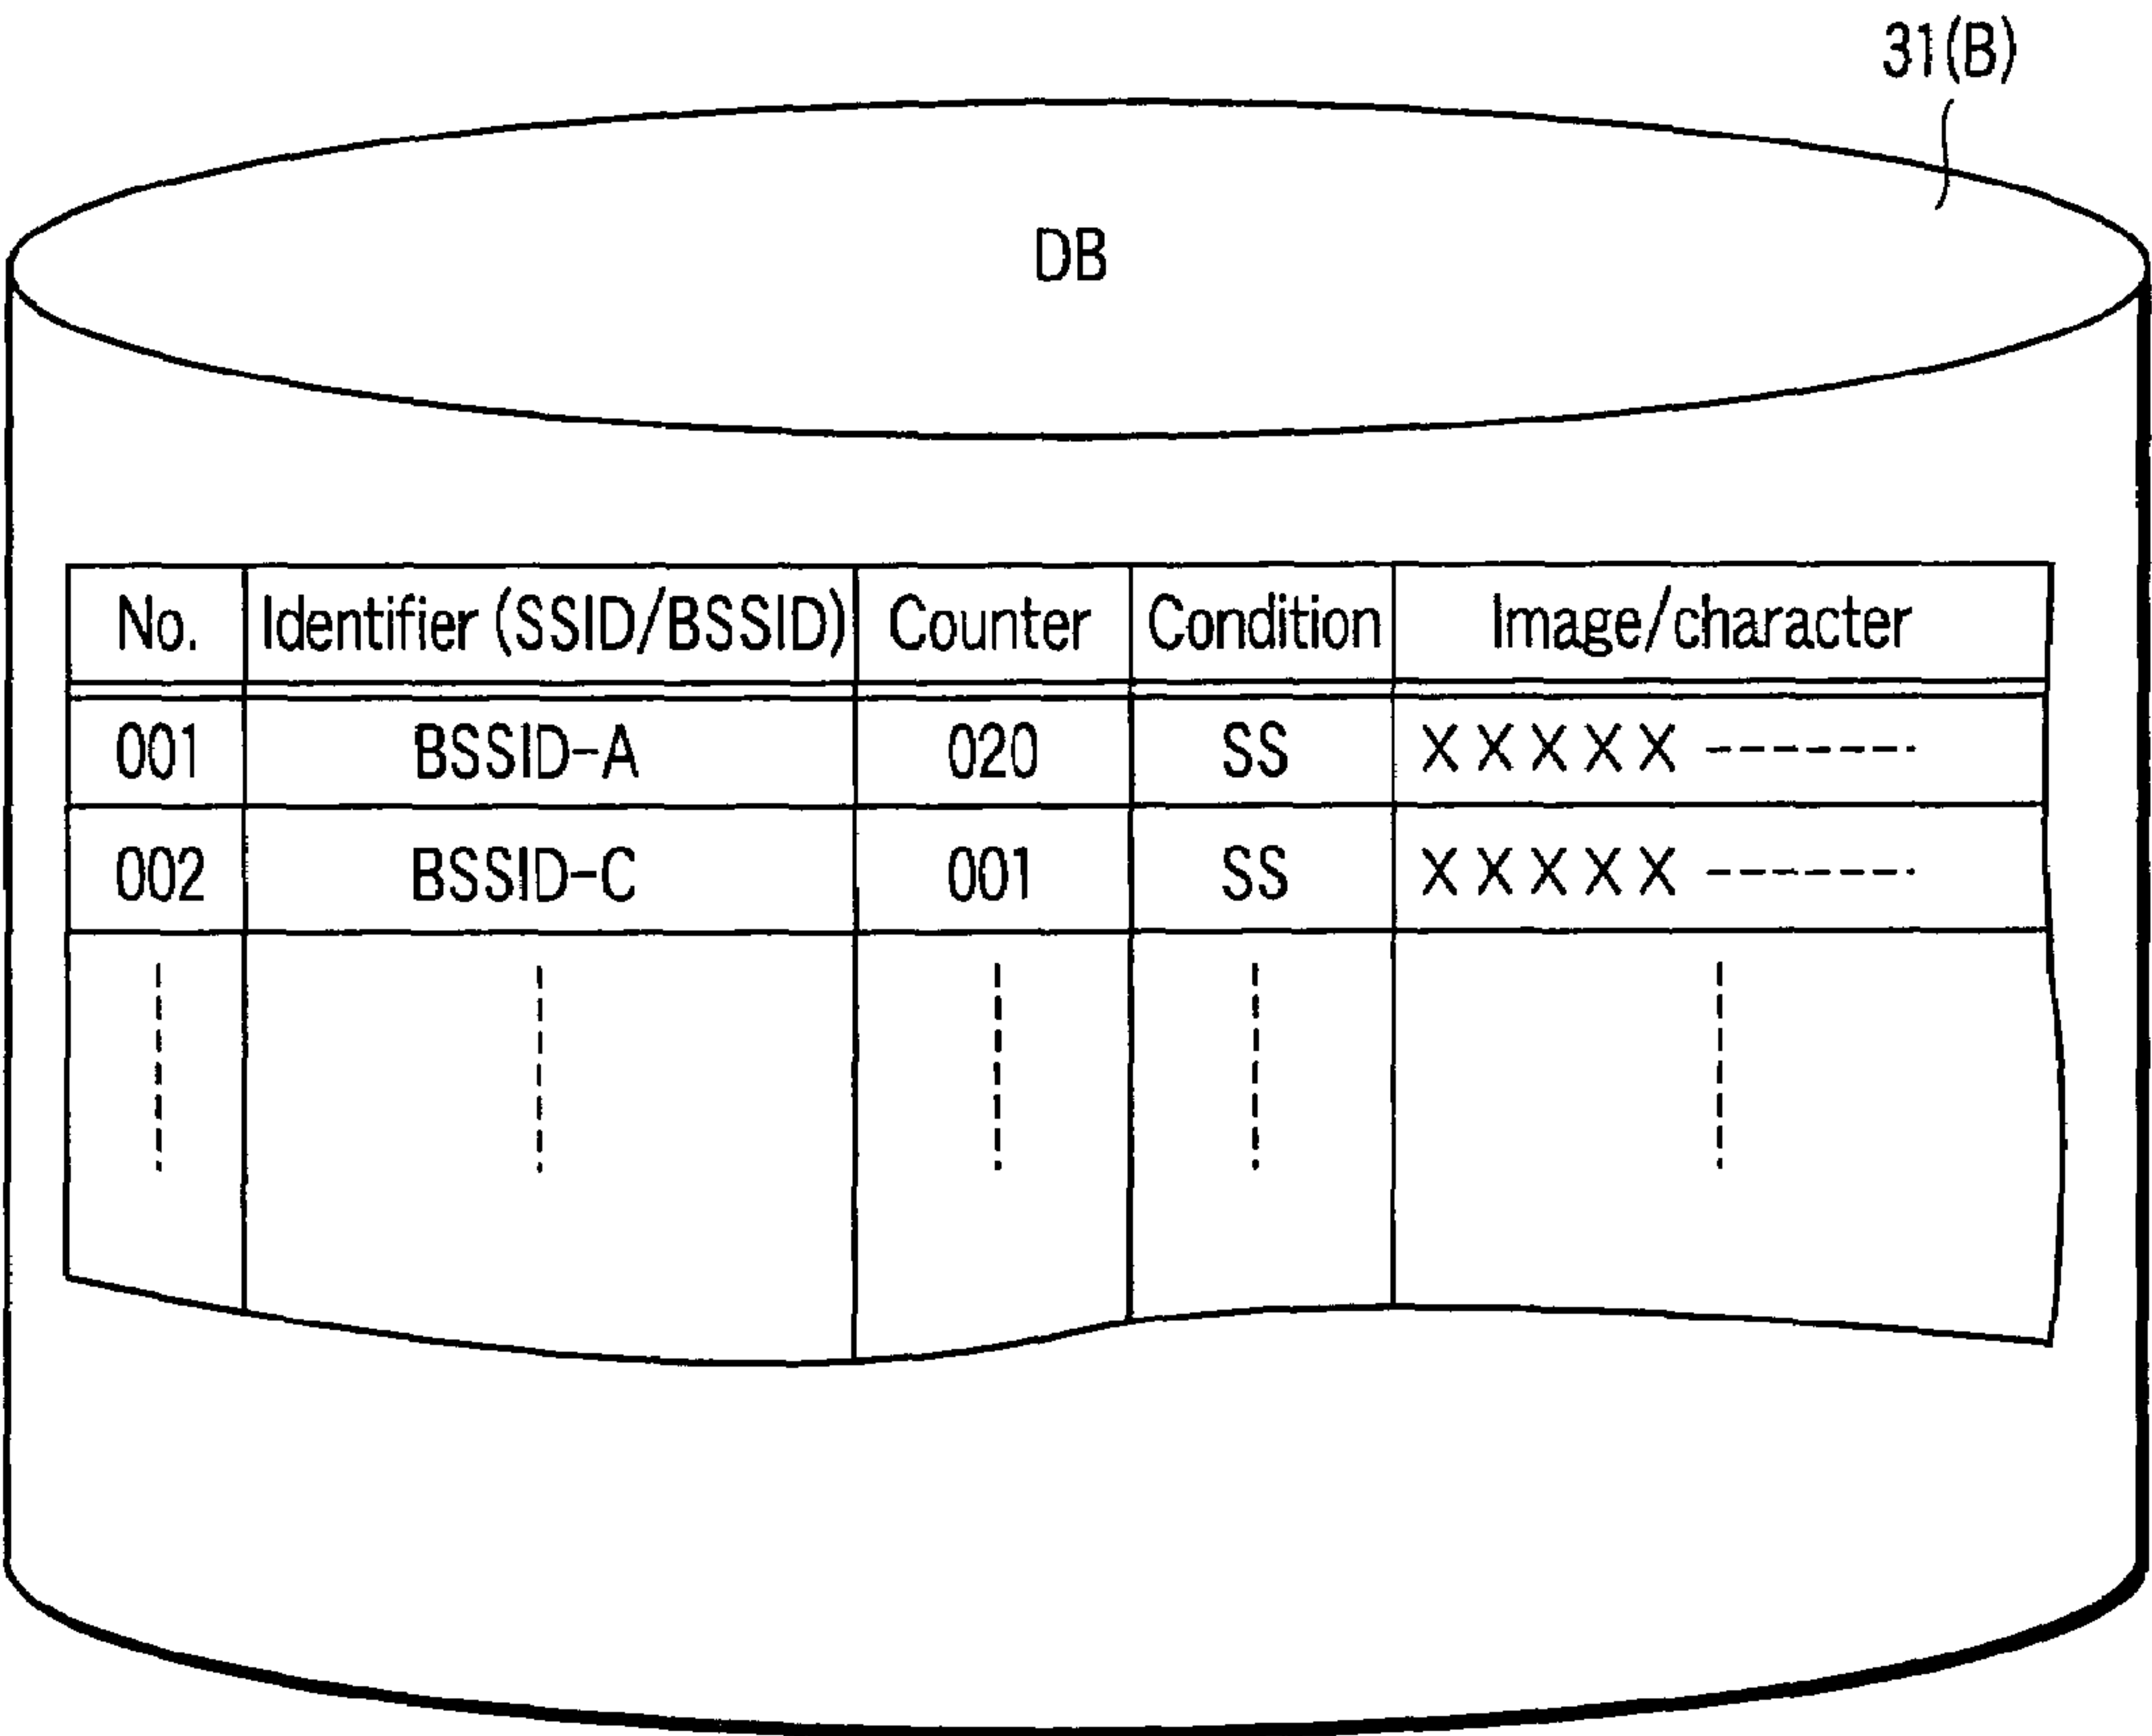 31(B)
DB
No. Identifier (SSID/BSSID) Counter Condition Image/character
001 BSSID-A 020 SS XXXXX -------
002 BSSID-C 001 SS XXXXX -------